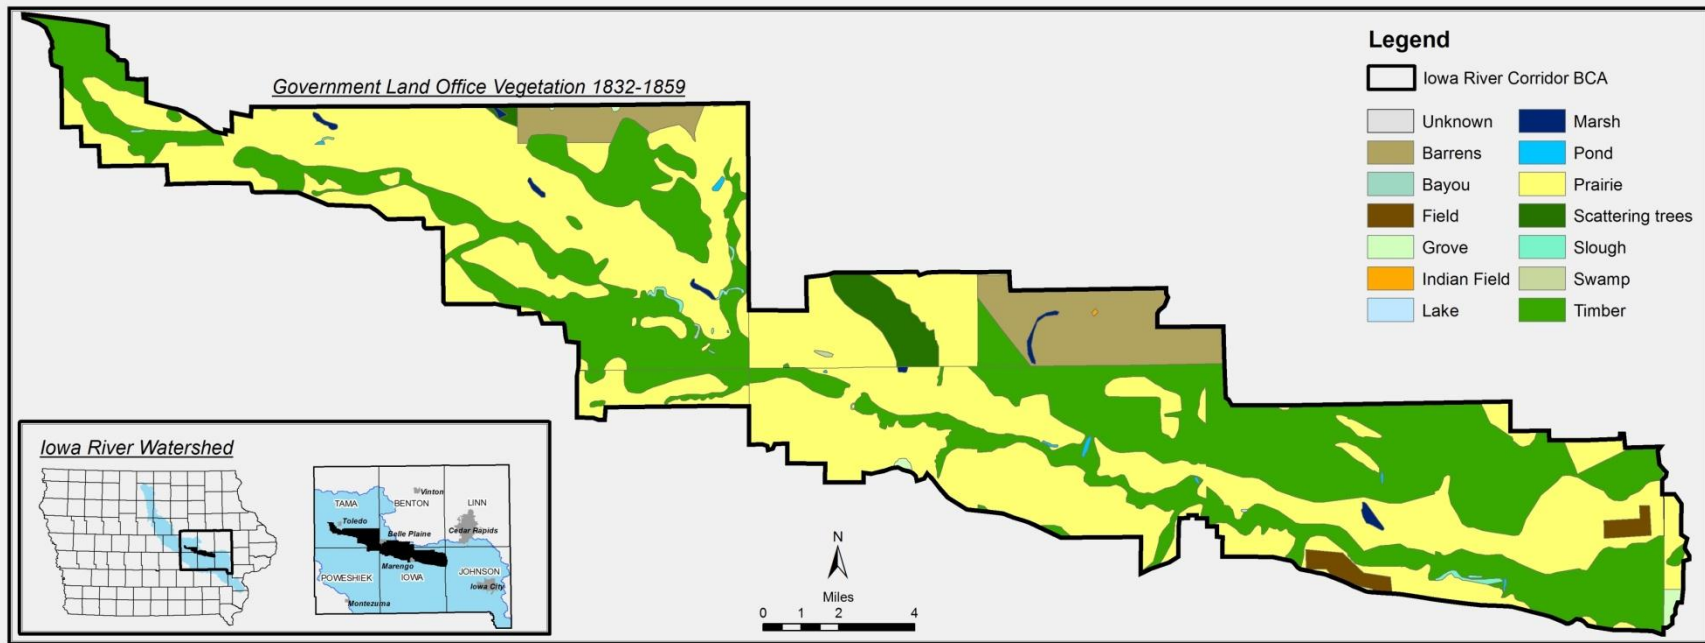 Government Land Office Vegetation 1832-1859
Legend
Iowa River Corridor BCA
Unknown
Barrens
Bayou
Field
Grove
Indian Field
Lake
Marsh
Pond
Prairie
Scattering trees
Slough
Swamp
Timber
Iowa River Watershed
TAMA
BENTON
Vinton
LINN
Toledo
Belle Plaine
Cedar Rapids
Marengo
POWESHIEK
IOWA
JOHNSON
Iowa City
Montezuma
N
Miles
0 1 2 4